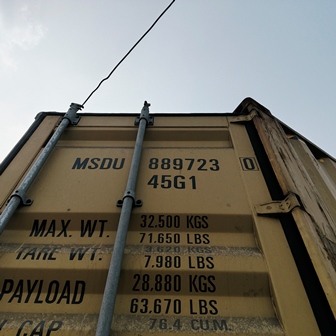 MSDU 889723 0
45G1
MAX. WT. 32.500 KGS
71.650 LBS
TARE WT. 3.620 KGS
7.980 LBS
PAYLOAD 28.880 KGS
63.670 LBS
CAP 76.4 CU.M.